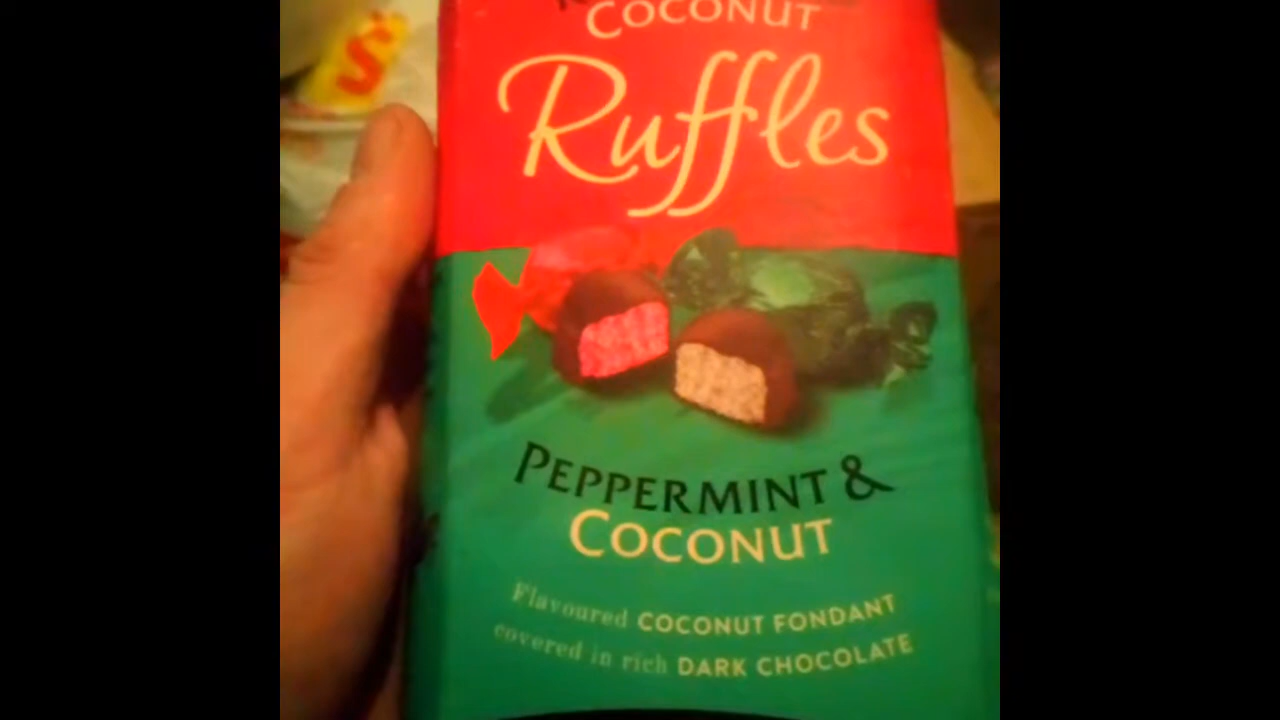 COCONUT
Ruffles
PEPPERMINT &
COCONUT
Flavoured COCONUT FONDANT
covered in rich DARK CHOCOLATE